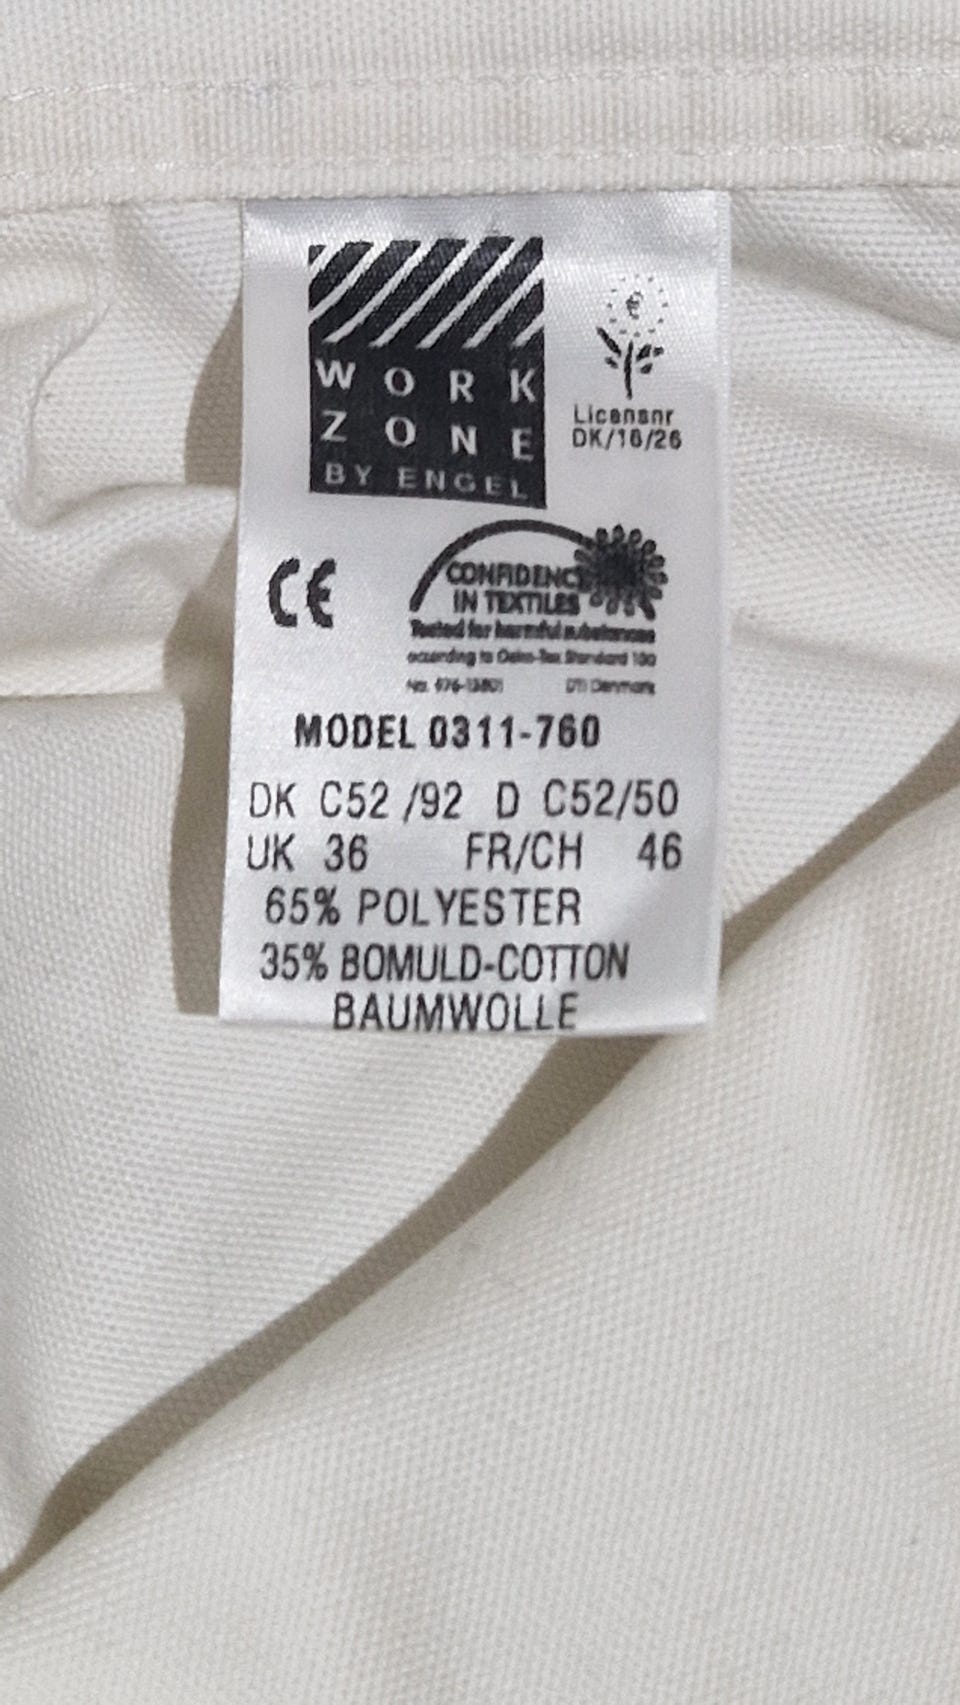 WORK
ZONE
BY ENGEL
€
Licensnr
DK/16/26
CE
CONFIDENCE
IN TEXTILES
Tested for harmful substances
according to Oeko-Tex Standard 100
No. DTI Denmark
MODEL 0311-760
DK C52 /92 D C52/50
UK 36 FR/CH 46
65% POLYESTER
35% BOMULD-COTTON
BAUMWOLLE